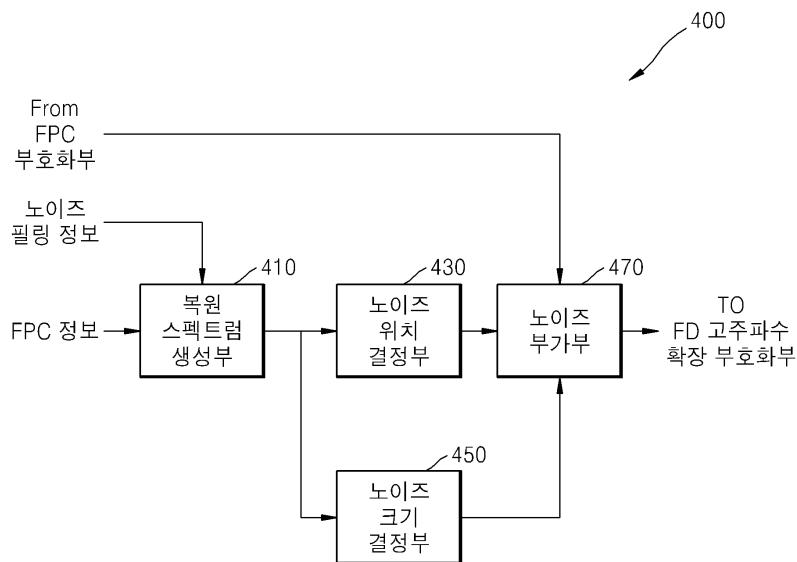 400
From
FPC
부호화부
노이즈
필링 정보
410
430
470
FPC 정보
복원
스펙트럼
생성부
노이즈
위치
결정부
노이즈
부가부
TO
FD 고주파수
확장 부호화부
450
노이즈
크기
결정부